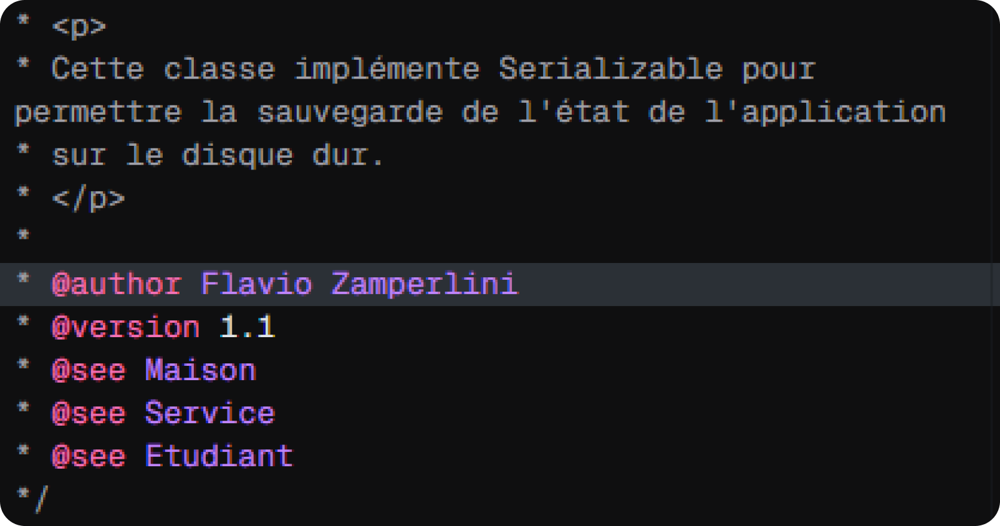 * <p>
* Cette classe implémente Serializable pour
permettre la sauvegarde de l'état de l'application
* sur le disque dur.
* </p>
*
* @author Flavio Zamperlini
* @version 1.1
* @see Maison
* @see Service
* @see Etudiant
*/